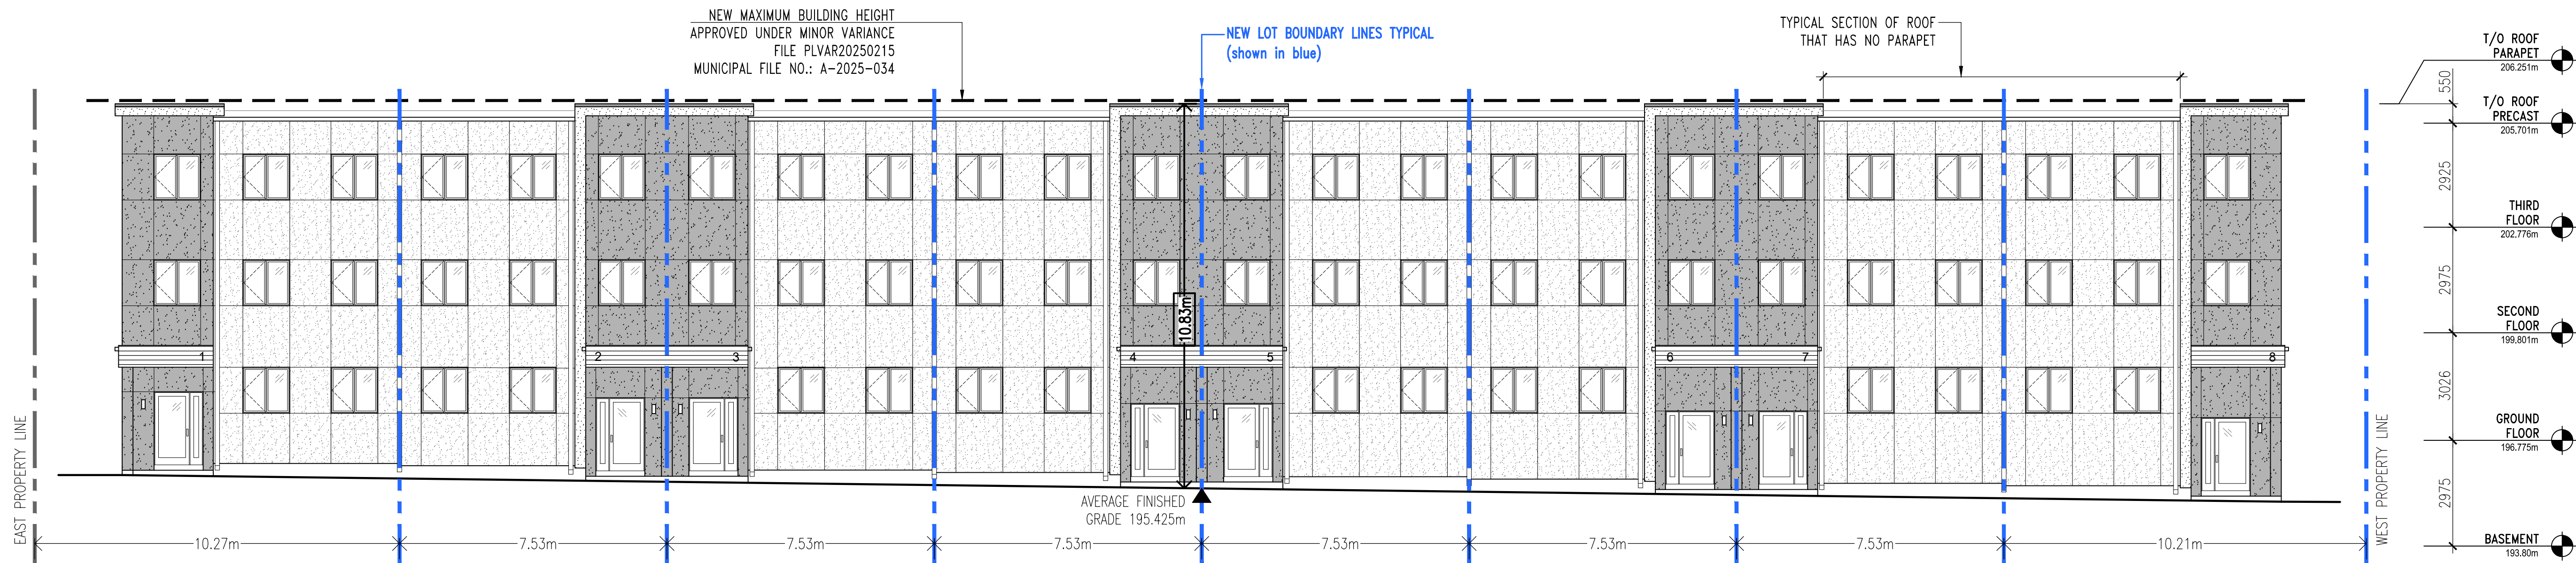 NEW MAXIMUM BUILDING HEIGHT
APPROVED UNDER MINOR VARIANCE
FILE PLVAR20250215
MUNICIPAL FILE NO.: A-2025-034
NEW LOT BOUNDARY LINES TYPICAL
(shown in blue)
TYPICAL SECTION OF ROOF
THAT HAS NO PARAPET
T/O ROOF
PARAPET
206.251m
550
T/O ROOF
PRECAST
205.701m
2925
THIRD
FLOOR
202.776m
2975
SECOND
FLOOR
199.801m
3026
GROUND
FLOOR
196.775m
2975
BASEMENT
193.80m
10.83m
1
2
3
4
5
6
7
8
EAST PROPERTY LINE
WEST PROPERTY LINE
AVERAGE FINISHED
GRADE 195.425m
10.27m
7.53m
7.53m
7.53m
7.53m
7.53m
7.53m
10.21m